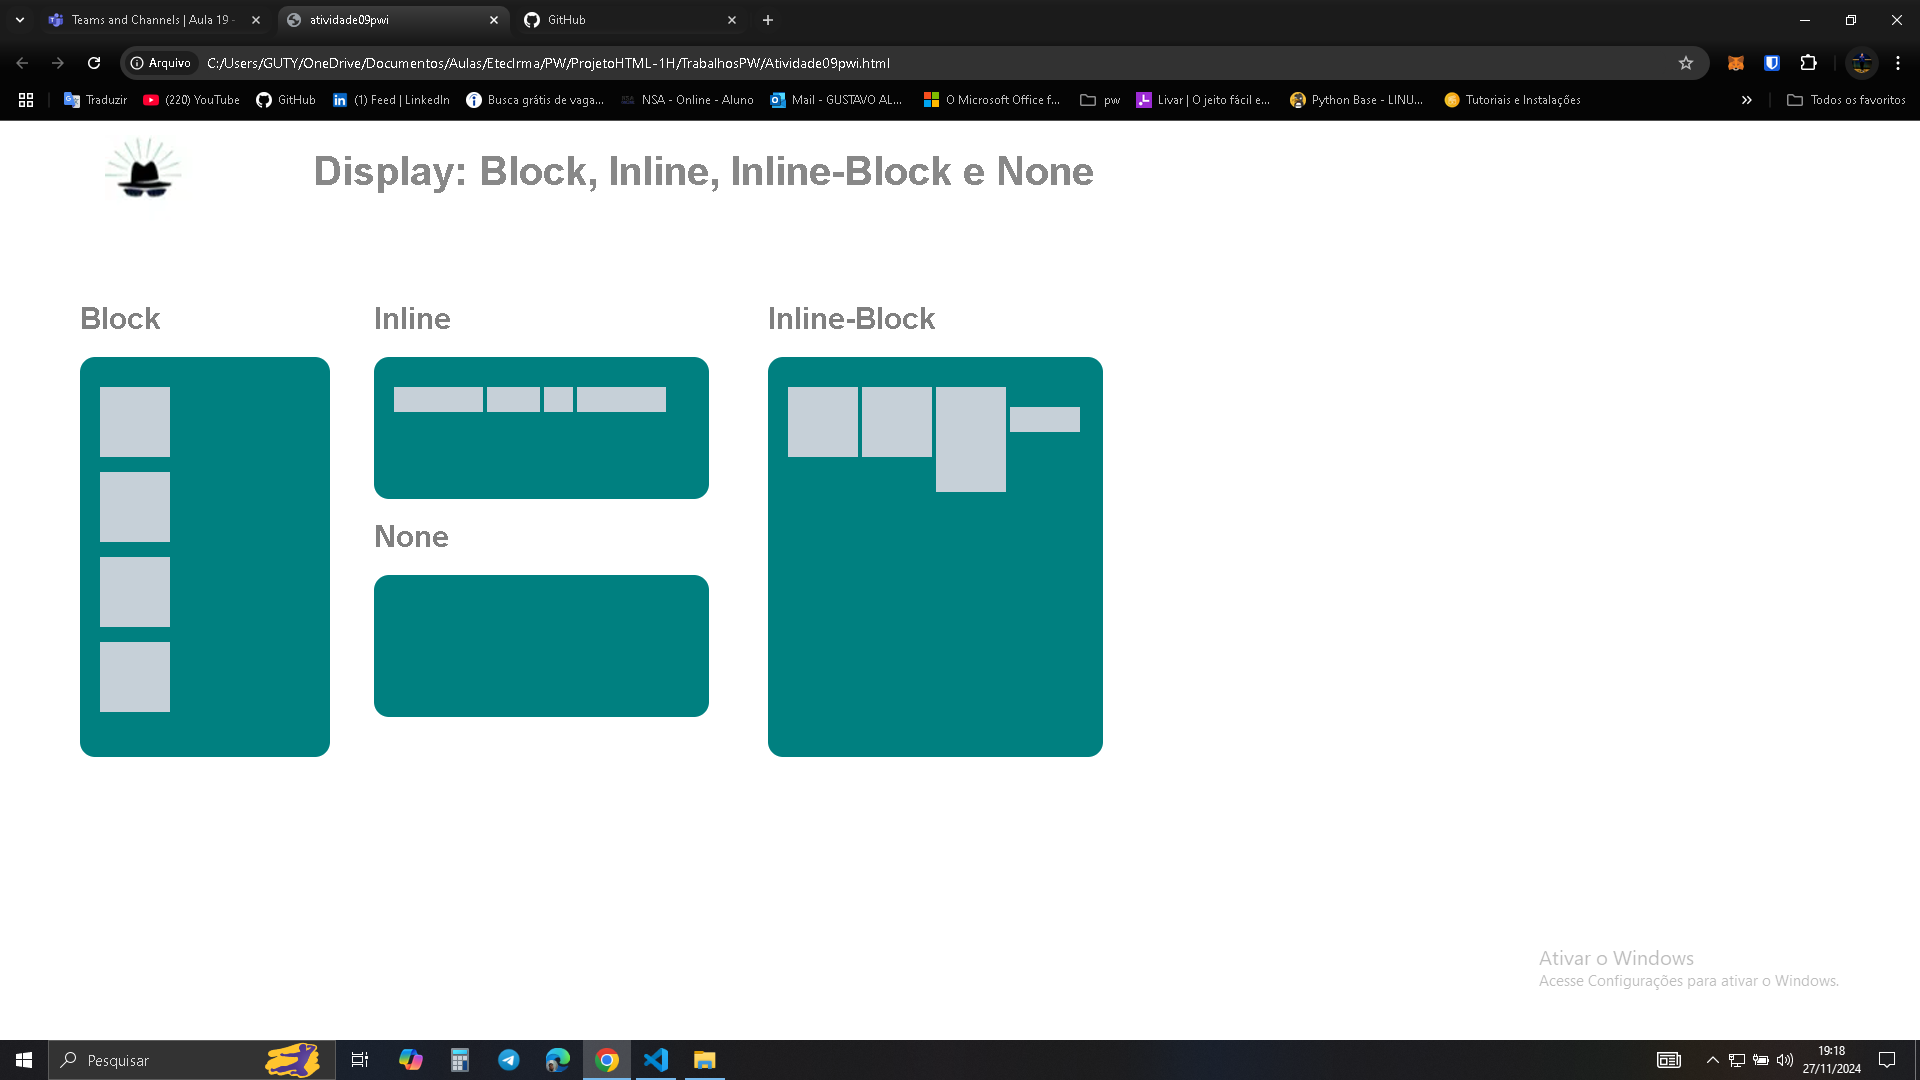 Teams and Channels | Aula 19 -
atividade09pwi
GitHub
Arquivo
C:/Users/GUTY/OneDrive/Documentos/Aulas/EtecIrma/PW/ProjetoHTML-1H/TrabalhosPW/Atividade09pwi.html
Traduzir
(220) YouTube
GitHub
(1) Feed | LinkedIn
Busca grátis de vaga...
NSA - Online - Aluno
Mail - GUSTAVO AL...
O Microsoft Office f...
pw
Livar | O jeito fácil e...
Python Base - LINU...
Tutoriais e Instalações
Todos os favoritos
Display: Block, Inline, Inline-Block e None
Block
Inline
Inline-Block
None
Ativar o Windows
Acesse Configurações para ativar o Windows.
Pesquisar
19:18
27/11/2024